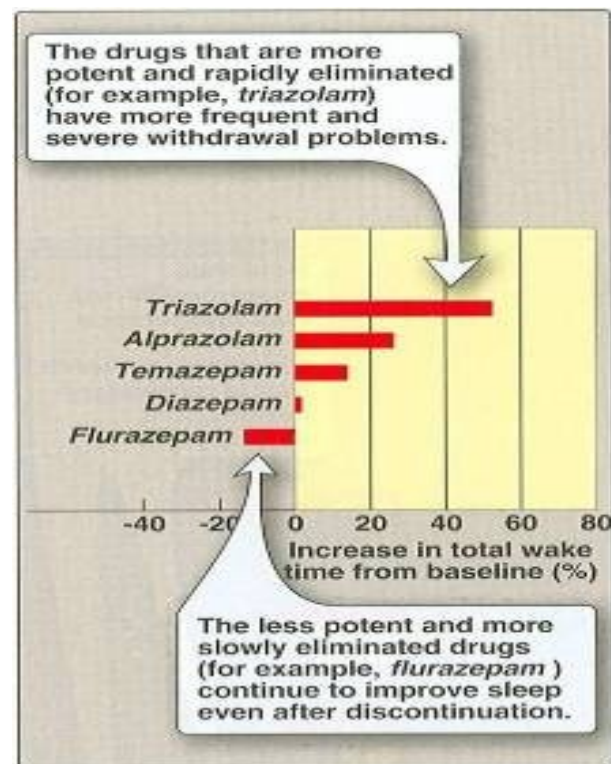 The drugs that are more
potent and rapidly eliminated
(for example, triazolam)
have more frequent and
severe withdrawal problems.
Triazolam
Alprazolam
Temazepam
Diazepam
Flurazepam
-40 -20 0 20 40 60 80
Increase in total wake
time from baseline (%)
The less potent and more
slowly eliminated drugs
(for example, flurazepam )
continue to improve sleep
even after discontinuation.